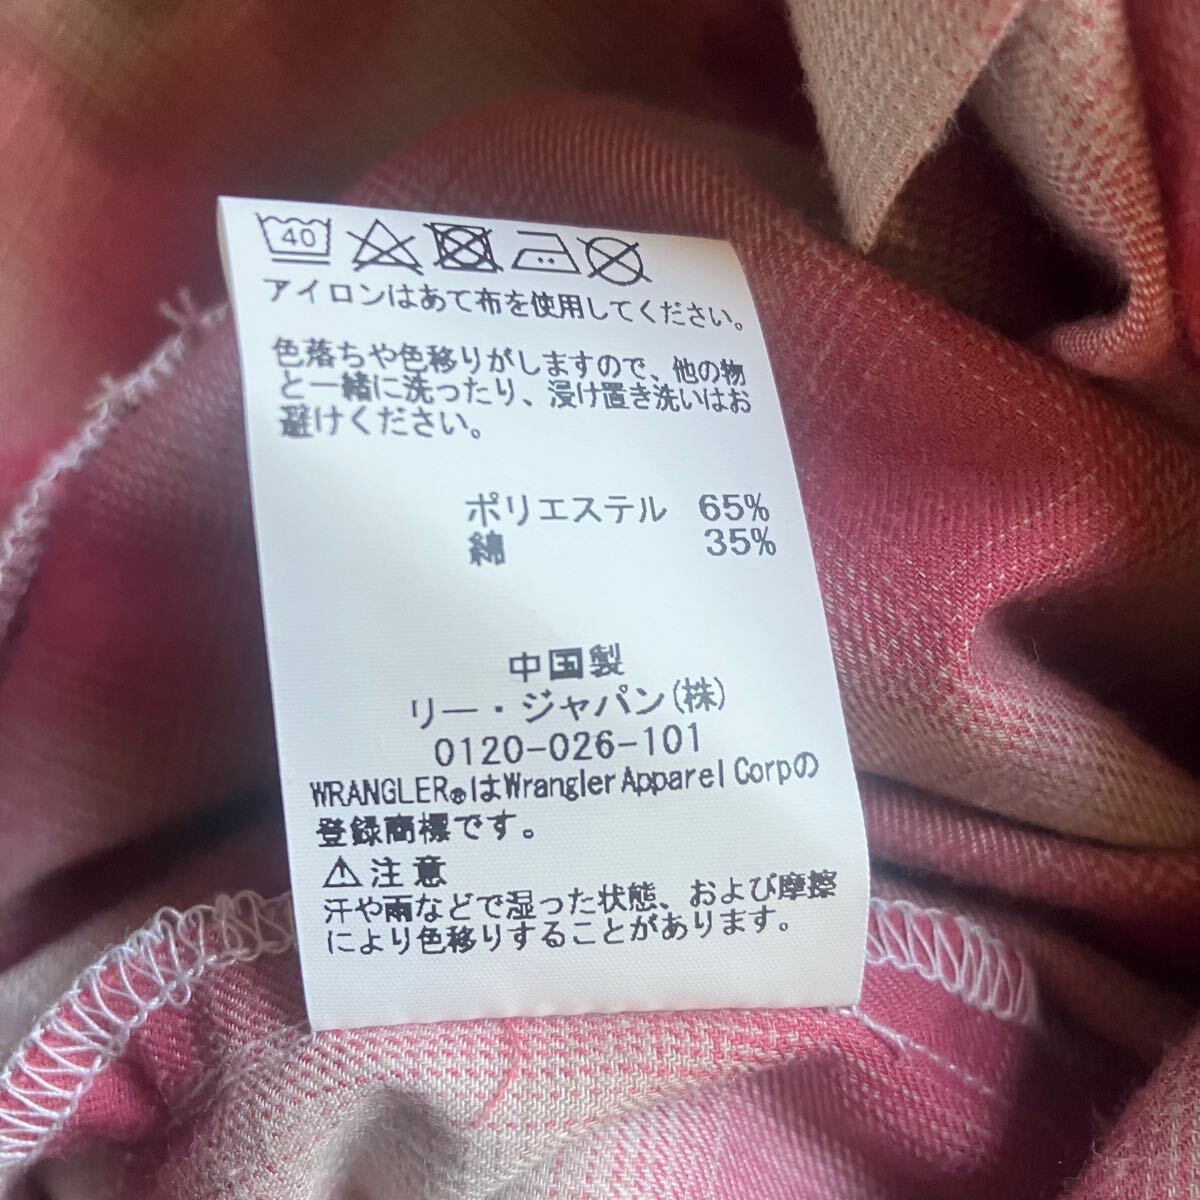 40
アイロンはあて布を使用してください。
色落ちや色移りがしますので、他の物
と一緒に洗ったり、浸け置き洗いはお
避けください。
ポリエステル 65%
綿 35%
中国製
リー・ジャパン(株)
0120-026-101
WRANGLER®はWrangler Apparel Corpの
登録商標です。
⚠注意
汗や雨などで湿った状態、および摩擦
により色移りすることがあります。